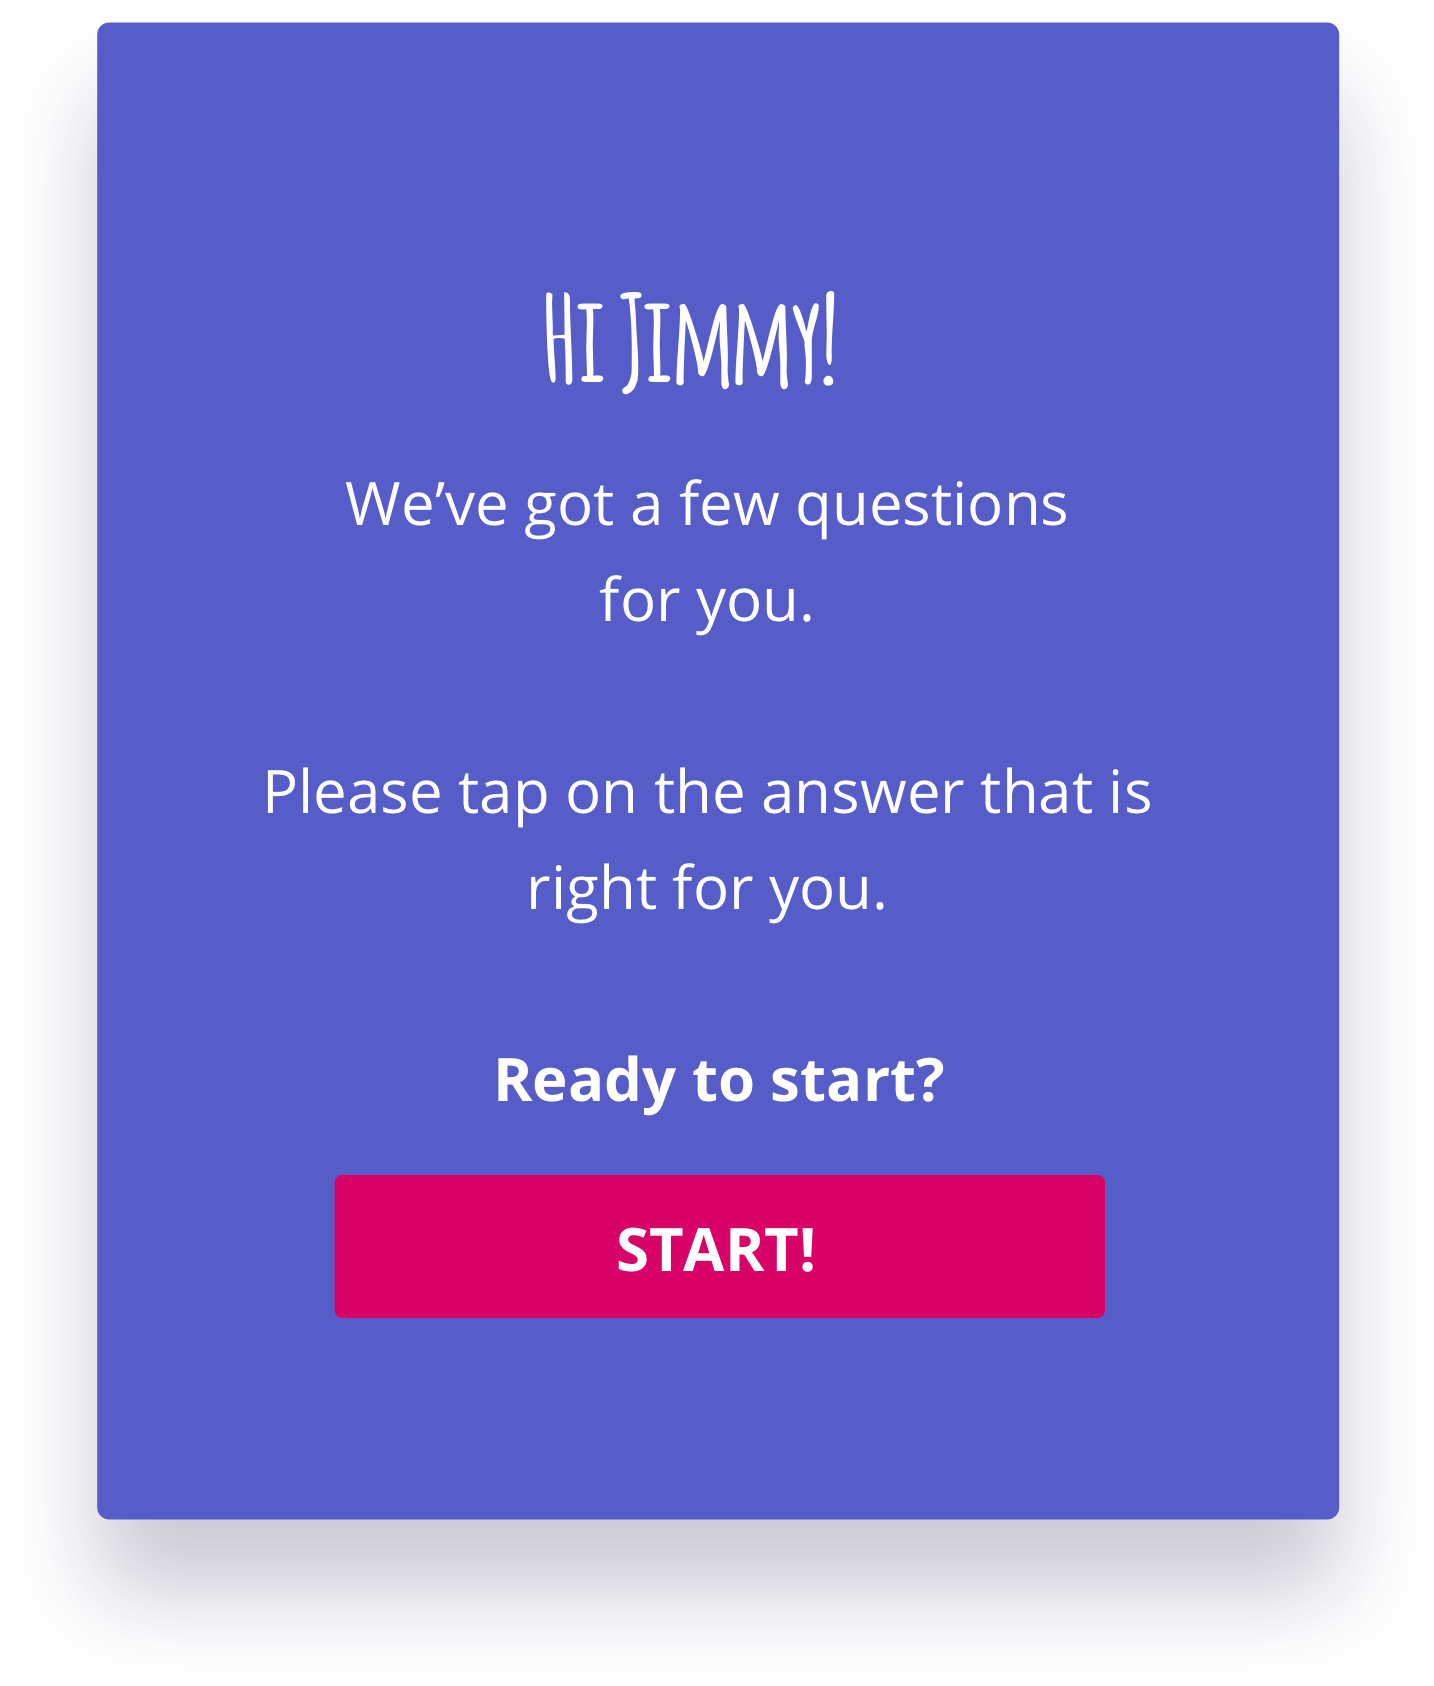 Hi Jimmy!
We’ve got a few questions
for you.
Please tap on the answer that is
right for you.
Ready to start?
START!